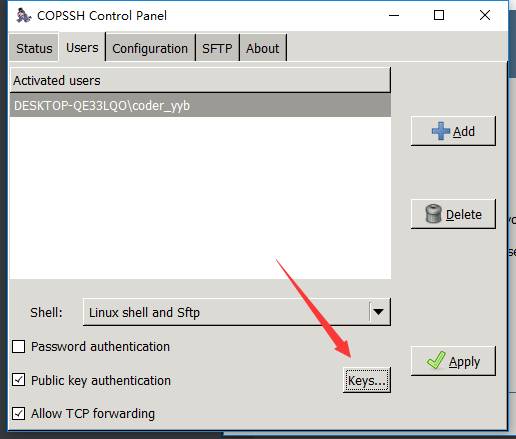 COPSSH Control Panel
Status Users Configuration SFTP About
Activated users
DESKTOP-QE33LQO\coder_yyb
Add
Delete
Shell: Linux shell and Sftp
Password authentication
Public key authentication Keys...
Apply
Allow TCP forwarding